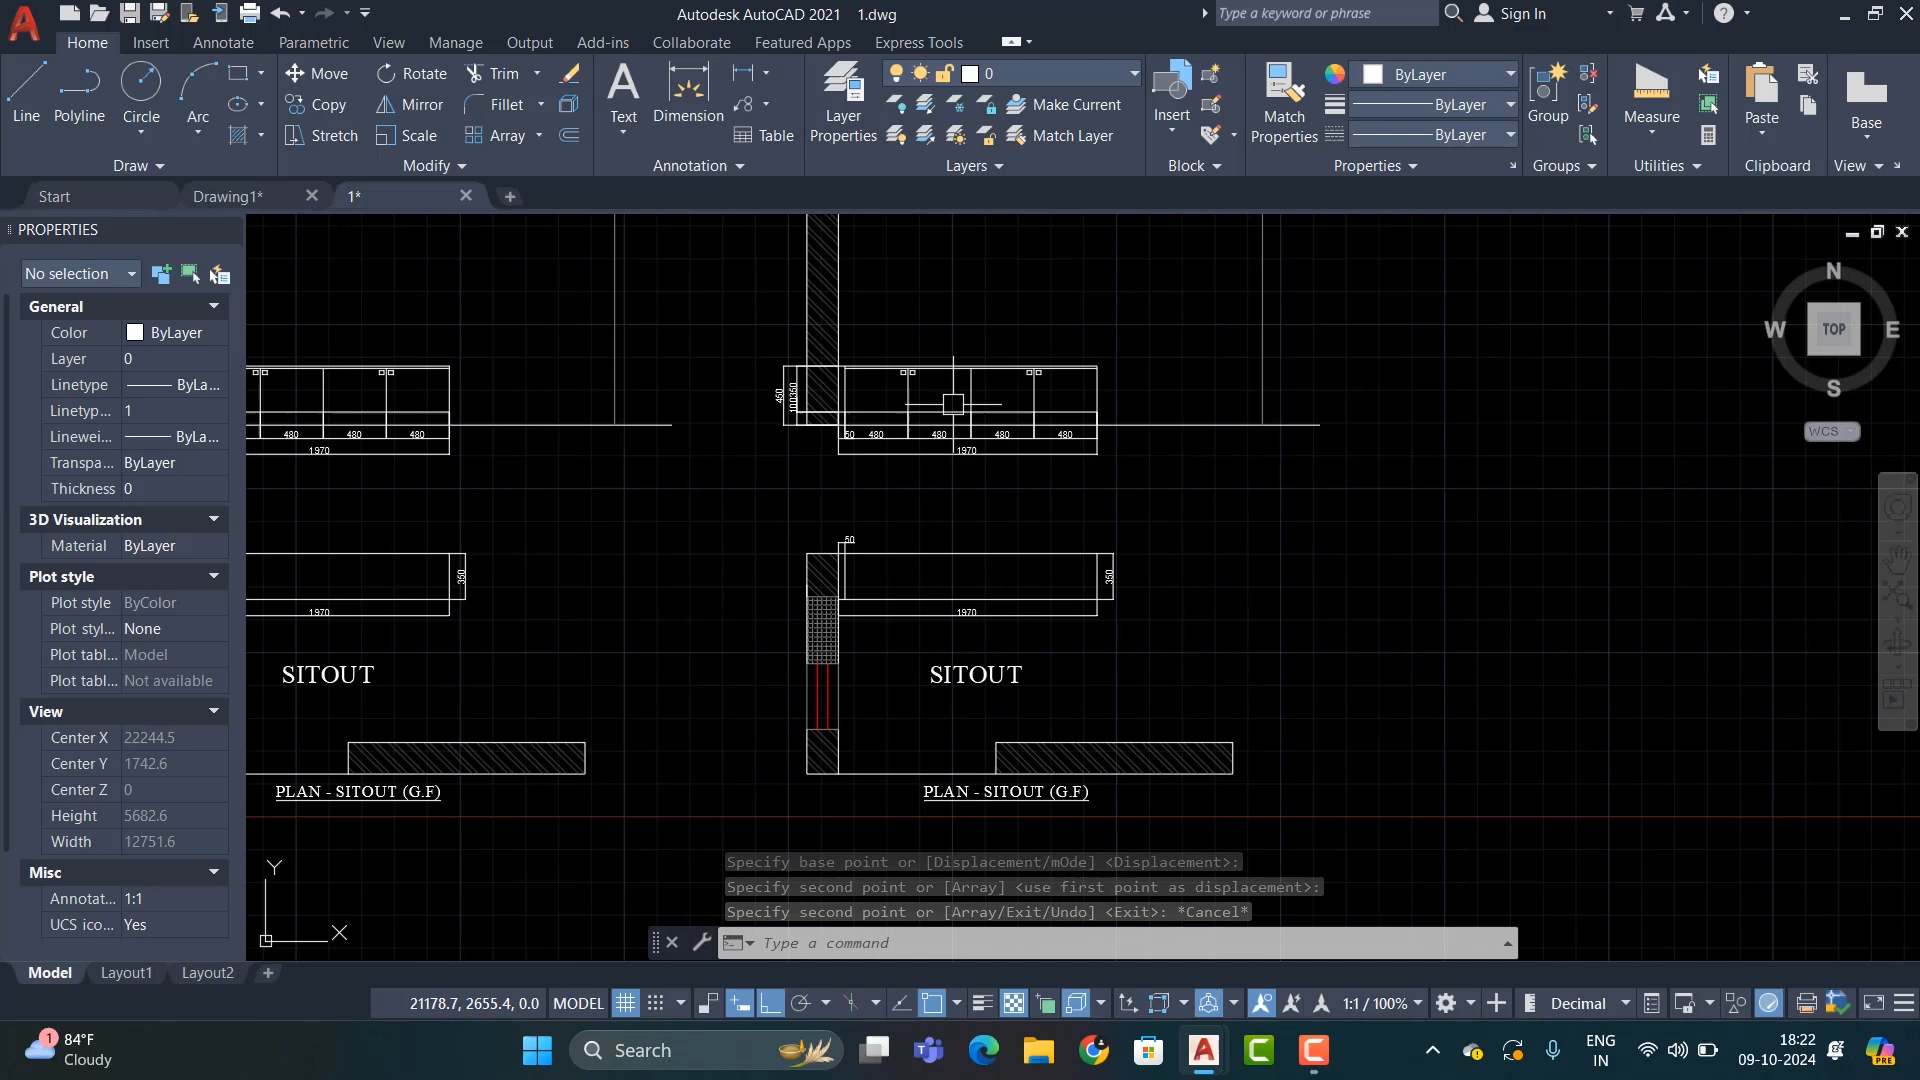 Autodesk AutoCAD 2021 1.dwg
Type a keyword or phrase
Sign In
Home Insert Annotate Parametric View Manage Output Add-ins Collaborate Featured Apps Express Tools
Line Polyline Circle Arc
Move Rotate Trim
Copy Mirror Fillet
Stretch Scale Array
Text Dimension Table
Layer Properties
0
Make Current
Match Layer
Insert
Match Properties
ByLayer
ByLayer
ByLayer
Group Measure Paste Base
Draw Modify Annotation Layers Block Properties Groups Utilities Clipboard View
Start Drawing1* 1*
PROPERTIES
No selection
General
Color ByLayer
Layer 0
Linetype ByLa...
Linetyp... 1
Linewei... ByLa...
Transpa... ByLayer
Thickness 0
3D Visualization
Material ByLayer
Plot style
Plot style ByColor
Plot styl... None
Plot tabl... Model
Plot tabl... Not available
View
Center X 22244.5
Center Y 1742.6
Center Z 0
Height 5682.6
Width 12751.6
Misc
Annotat... 1:1
UCS ico... Yes
N
W TOP E
S
WCS
480 480 480
1970
450
350
50 480 480 480 480
1970
350
1970
50
350
1970
SITOUT
SITOUT
PLAN - SITOUT (G.F)
PLAN - SITOUT (G.F)
Y
X
Specify base point or [Displacement/mOde] <Displacement>:
Specify second point or [Array] <use first point as displacement>:
Specify second point or [Array/Exit/Undo] <Exit>: *Cancel*
Type a command
Model Layout1 Layout2
21178.7, 2655.4, 0.0 MODEL 1:1 / 100% Decimal
1
84°F
Cloudy
Search
ENG
IN
18:22
09-10-2024
PRE